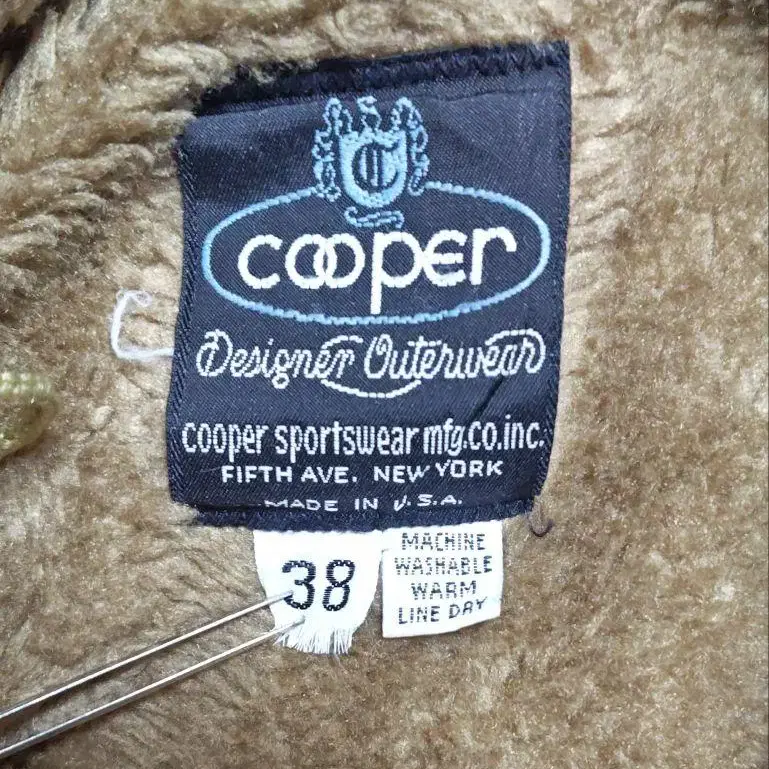 C
cooper
Designer Outerwear
cooper sportswear mfg.co.inc.
FIFTH AVE. NEW YORK
MADE IN U.S.A.
38
MACHINE
WASHABLE
WARM
LINE DRY